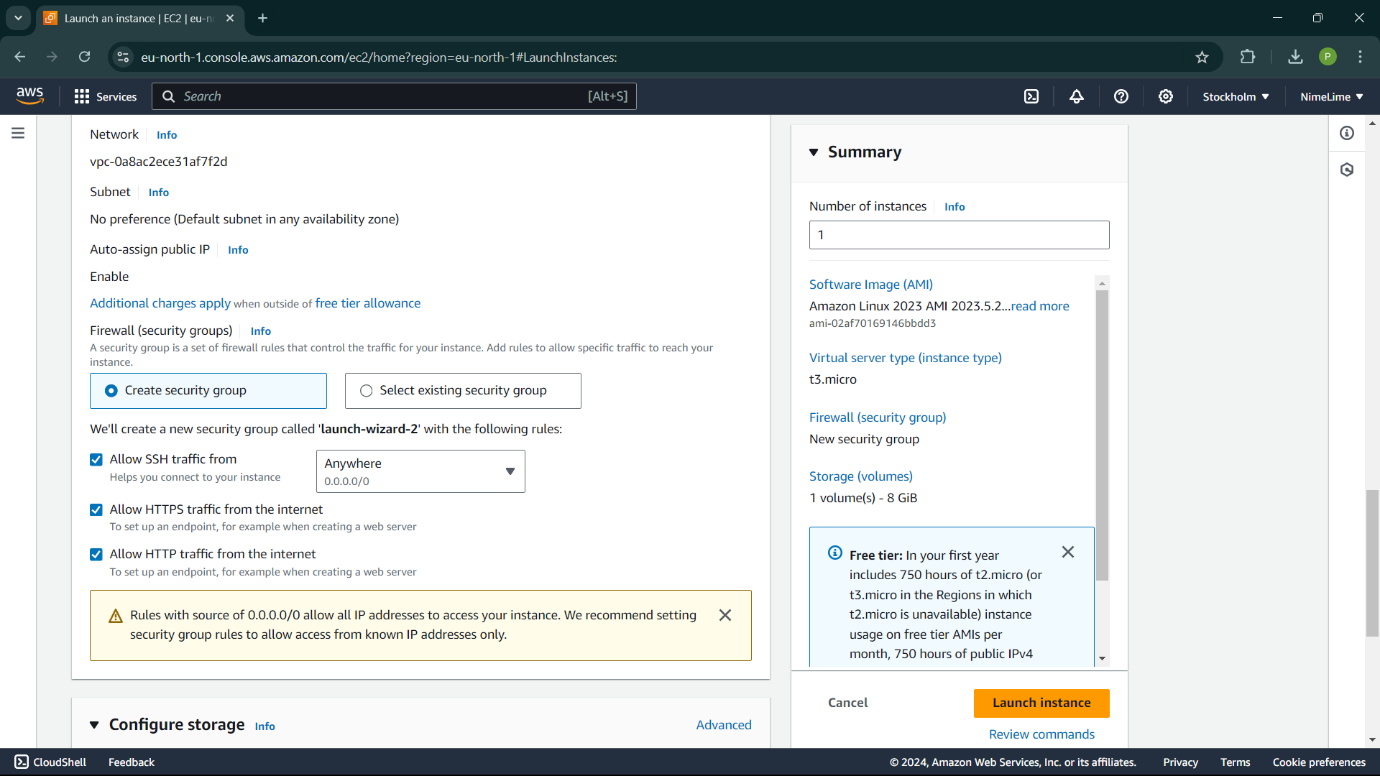 Launch an instance | EC2 | eu-n
eu-north-1.console.aws.amazon.com/ec2/home?region=eu-north-1#LaunchInstances:
P
aws
Services
Search
[Alt+S]
Stockholm
NimeLime
Network
Info
vpc-0a8ac2ece31af7f2d
Subnet
Info
No preference (Default subnet in any availability zone)
Auto-assign public IP
Info
Enable
Additional charges apply when outside of free tier allowance
Firewall (security groups)
Info
A security group is a set of firewall rules that control the traffic for your instance. Add rules to allow specific traffic to reach your
instance.
Create security group
Select existing security group
We'll create a new security group called 'launch-wizard-2' with the following rules:
Allow SSH traffic from
Helps you connect to your instance
Anywhere
0.0.0.0/0
Allow HTTPS traffic from the internet
To set up an endpoint, for example when creating a web server
Allow HTTP traffic from the internet
To set up an endpoint, for example when creating a web server
Rules with source of 0.0.0.0/0 allow all IP addresses to access your instance. We recommend setting
security group rules to allow access from known IP addresses only.
Configure storage
Info
Advanced
Summary
Number of instances
Info
1
Software Image (AMI)
Amazon Linux 2023 AMI 2023.5.2...read more
ami-02af70169146bbdd3
Virtual server type (instance type)
t3.micro
Firewall (security group)
New security group
Storage (volumes)
1 volume(s) - 8 GiB
Free tier: In your first year
includes 750 hours of t2.micro (or
t3.micro in the Regions in which
t2.micro is unavailable) instance
usage on free tier AMIs per
month, 750 hours of public IPv4
Cancel
Launch instance
Review commands
CloudShell
Feedback
© 2024, Amazon Web Services, Inc. or its affiliates.
Privacy
Terms
Cookie preferences